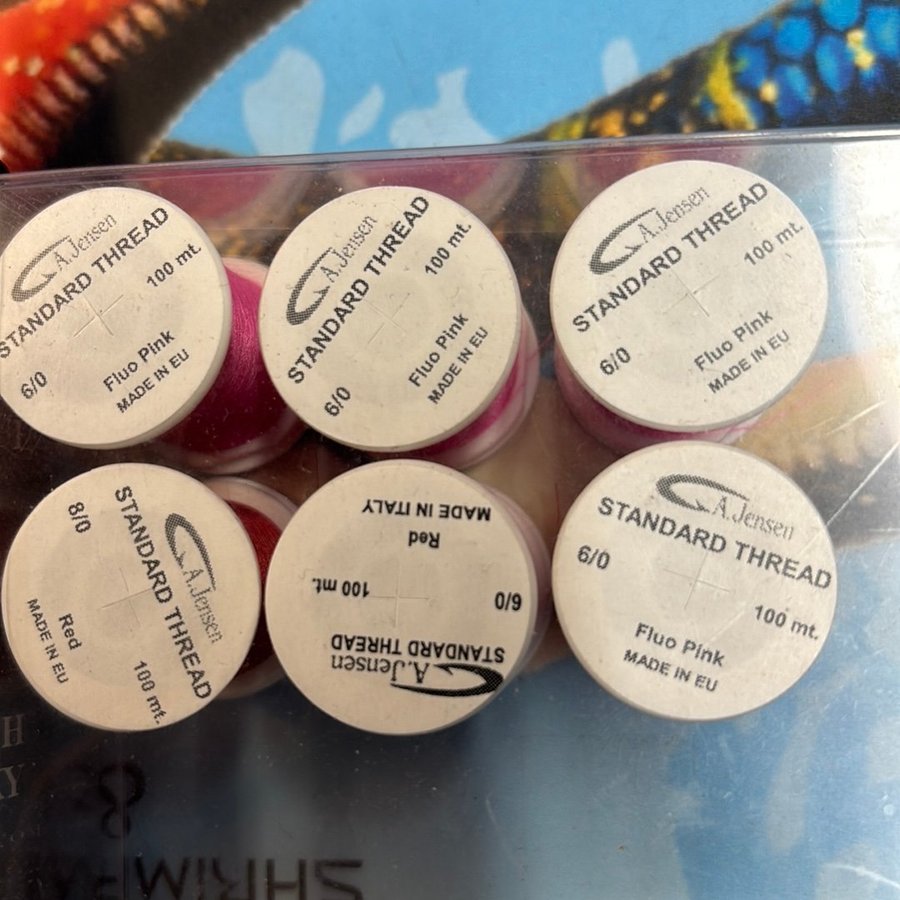 A.Jensen
STANDARD THREAD
100 mt.
6/0
Fluo Pink
MADE IN EU
A.Jensen
STANDARD THREAD
100 mt.
6/0
Fluo Pink
MADE IN EU
A.Jensen
STANDARD THREAD
100 mt.
6/0
Fluo Pink
MADE IN EU
A.Jensen
STANDARD THREAD
8/0
100 mt.
Red
MADE IN EU
A.Jensen
STANDARD THREAD
6/0
100 mt.
Red
MADE IN ITALY
A.Jensen
STANDARD THREAD
6/0
100 mt.
Fluo Pink
MADE IN EU